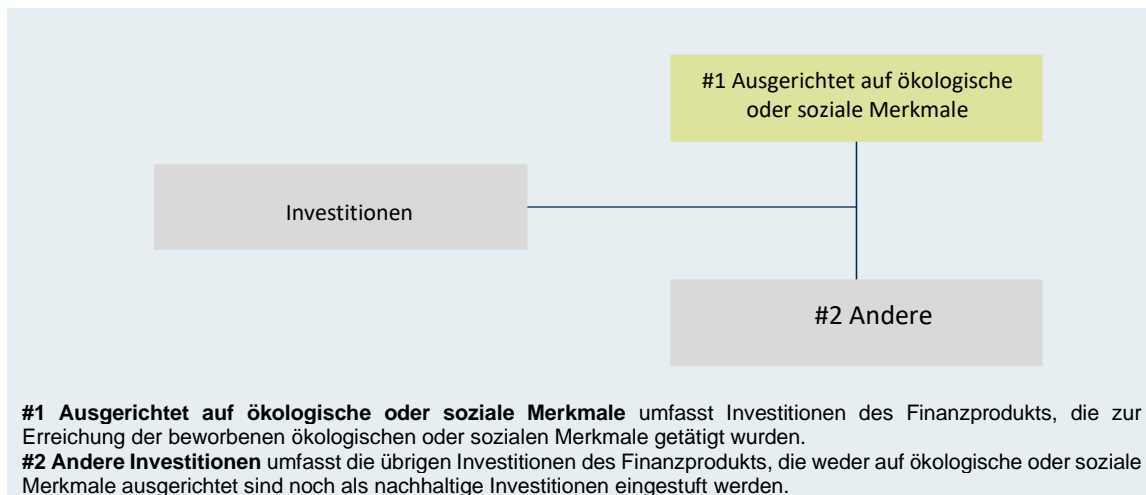 #1 Ausgerichtet auf ökologische
oder soziale Merkmale
Investitionen
#2 Andere
#1 Ausgerichtet auf ökologische oder soziale Merkmale umfasst Investitionen des Finanzprodukts, die zur
Erreichung der beworbenen ökologischen oder sozialen Merkmale getätigt wurden.
#2 Andere Investitionen umfasst die übrigen Investitionen des Finanzprodukts, die weder auf ökologische oder soziale
Merkmale ausgerichtet sind noch als nachhaltige Investitionen eingestuft werden.